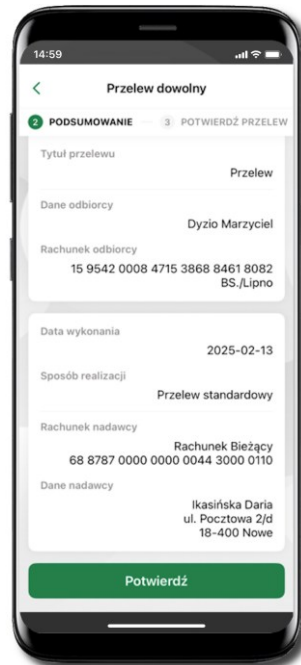 14:59
Przelew dowolny
2 PODSUMOWANIE 3 POTWIERDŹ PRZELEW
Tytuł przelewu
Przelew
Dane odbiorcy
Dyzio Marzyciel
Rachunek odbiorcy
15 9542 0008 4715 3868 8461 8082
BS./Lipno
Data wykonania
2025-02-13
Sposób realizacji
Przelew standardowy
Rachunek nadawcy
Rachunek Bieżący
68 8787 0000 0000 0044 3000 0110
Dane nadawcy
Ikasińska Daria
ul. Pocztowa 2/d
18-400 Nowe
Potwierdź